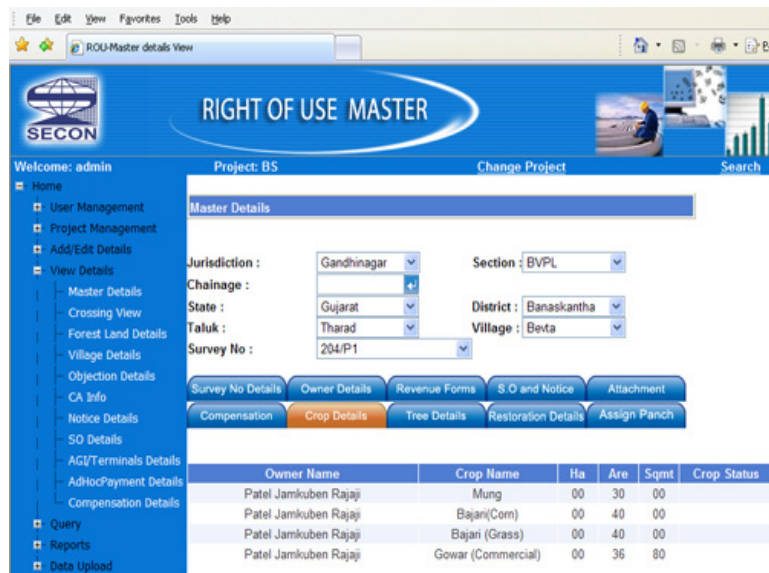 File Edit View Favorites Tools Help
ROU-Master details View
SECON
RIGHT OF USE MASTER
Welcome: admin Project: BS Change Project Search
Home
User Management
Project Management
Add/Edit Details
View Details
Master Details
Crossing View
Forest Land Details
Village Details
Objection Details
CA Info
Notice Details
SO Details
AGI/Terminals Details
AdHocPayment Details
Compensation Details
Query
Reports
Data Upload
Master Details
Jurisdiction : Gandhinagar Section : BVPL
Chainage :
State : Gujarat District : Banaskantha
Taluk : Tharad Village : Bevta
Survey No : 204/P1
Survey No Details Owner Details Revenue Forms S.O and Notice Attachment
Compensation Crop Details Tree Details Restoration Details Assign Panch
Owner Name Crop Name Ha Are Sqmt Crop Status
Patel Jamkuben Rajaji Mung 00 30 00
Patel Jamkuben Rajaji Bajari(Corn) 00 40 00
Patel Jamkuben Rajaji Bajari (Grass) 00 40 00
Patel Jamkuben Rajaji Gowar (Commercial) 00 36 80